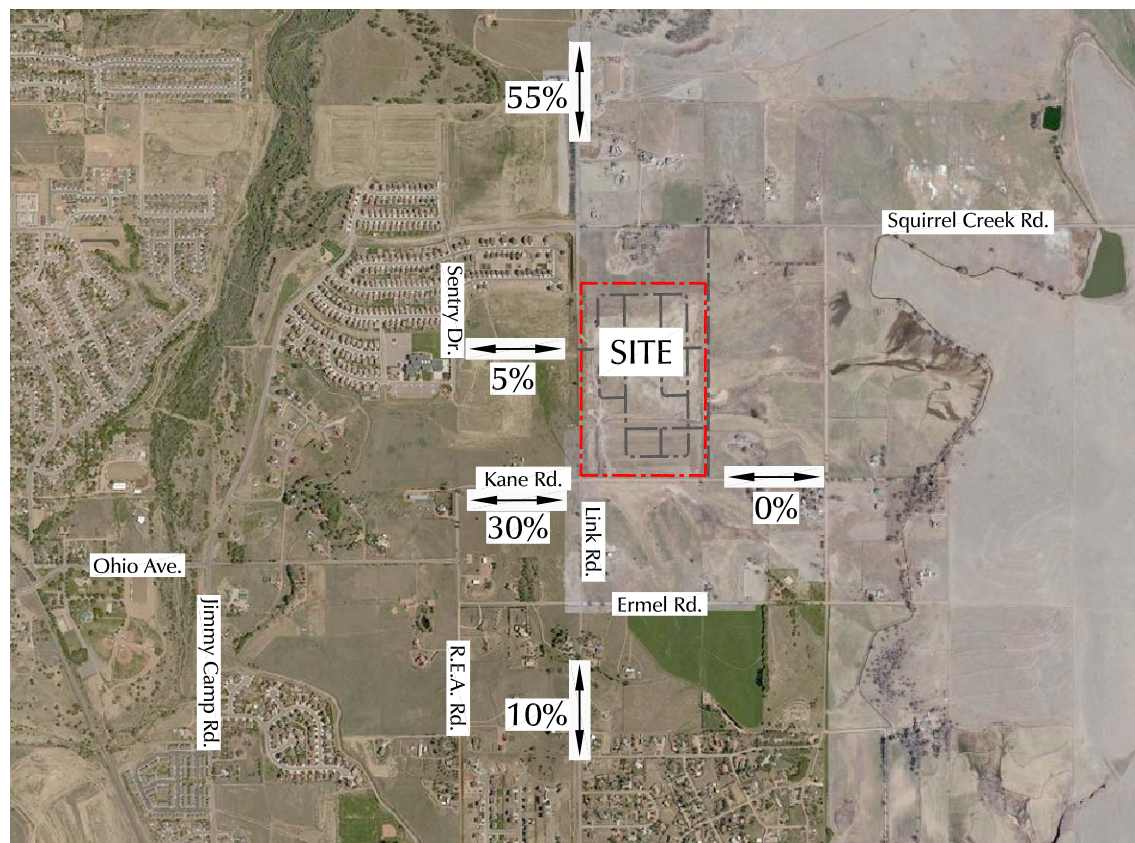 55%
Squirrel Creek Rd.
Sentry Dr.
SITE
5%
Kane Rd.
30%
0%
Link Rd.
Ohio Ave.
Ermel Rd.
Jimmy Camp Rd.
R.E.A. Rd.
10%